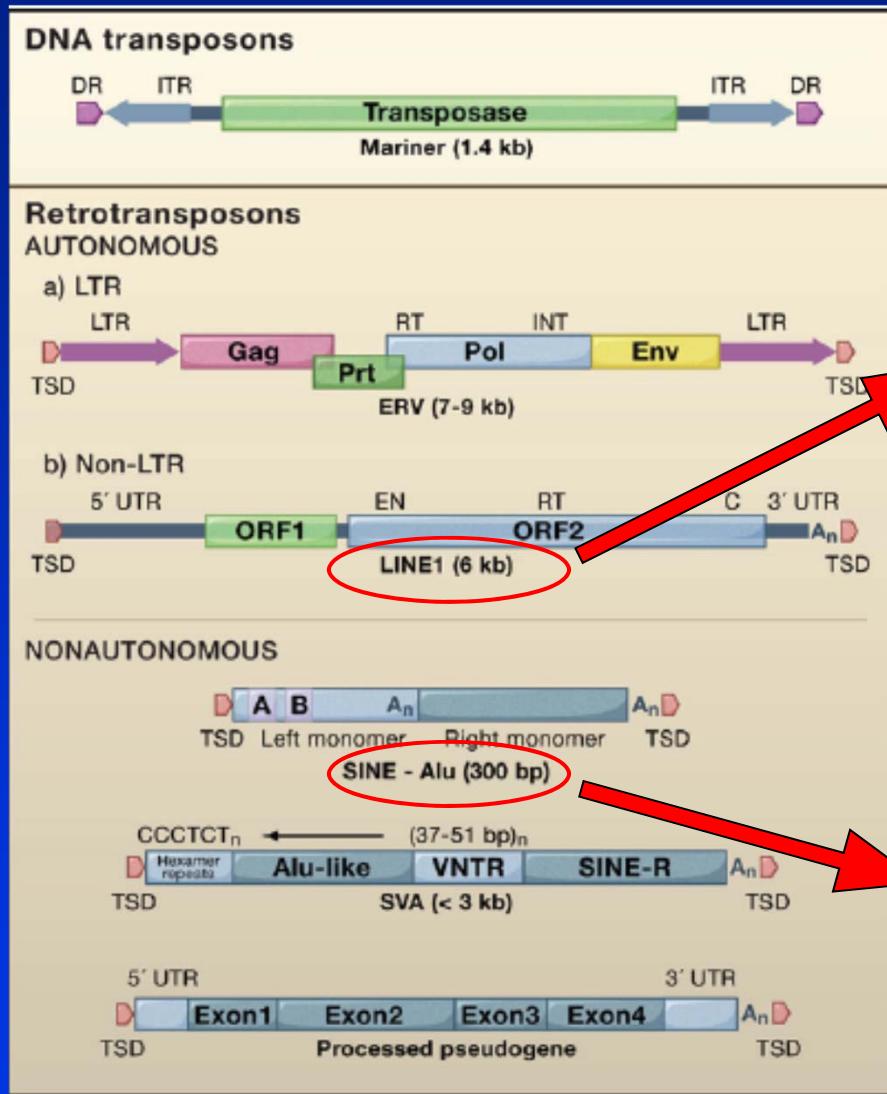 DNA transposons
DR ITR ITR DR
Transposase
Mariner (1.4 kb)
Retrotransposons
AUTONOMOUS
a) LTR
LTR RT INT LTR
Gag Pol Env
Prt
TSD TSD
ERV (7-9 kb)
b) Non-LTR
5´ UTR EN RT C 3´ UTR
ORF1 ORF2 An
TSD LINE1 (6 kb) TSD
NONAUTONOMOUS
A B An An
TSD Left monomer Right monomer TSD
SINE - Alu (300 bp)
CCCTCTn (37-51 bp)n
Hexamer repeats Alu-like VNTR SINE-R An
TSD SVA (< 3 kb) TSD
5´ UTR 3´ UTR
Exon1 Exon2 Exon3 Exon4 An
TSD Processed pseudogene TSD